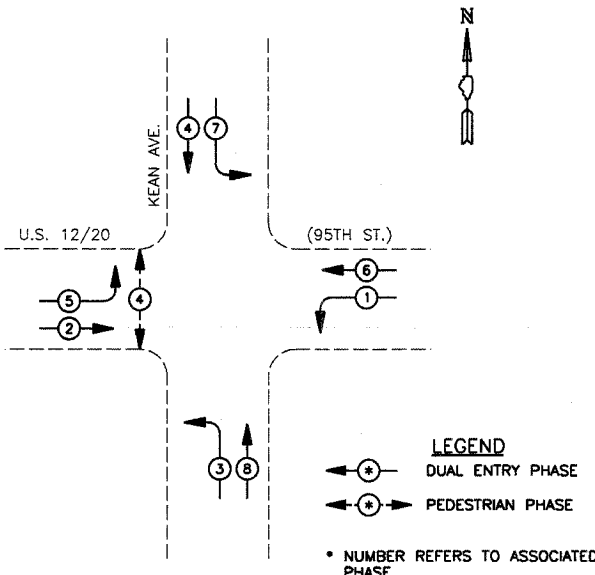 N
4 7
KEAN AVE.
U.S. 12/20
(95TH ST.)
6
5
4
1
2
3 8
LEGEND
* DUAL ENTRY PHASE
* PEDESTRIAN PHASE
* NUMBER REFERS TO ASSOCIATED
PHASE